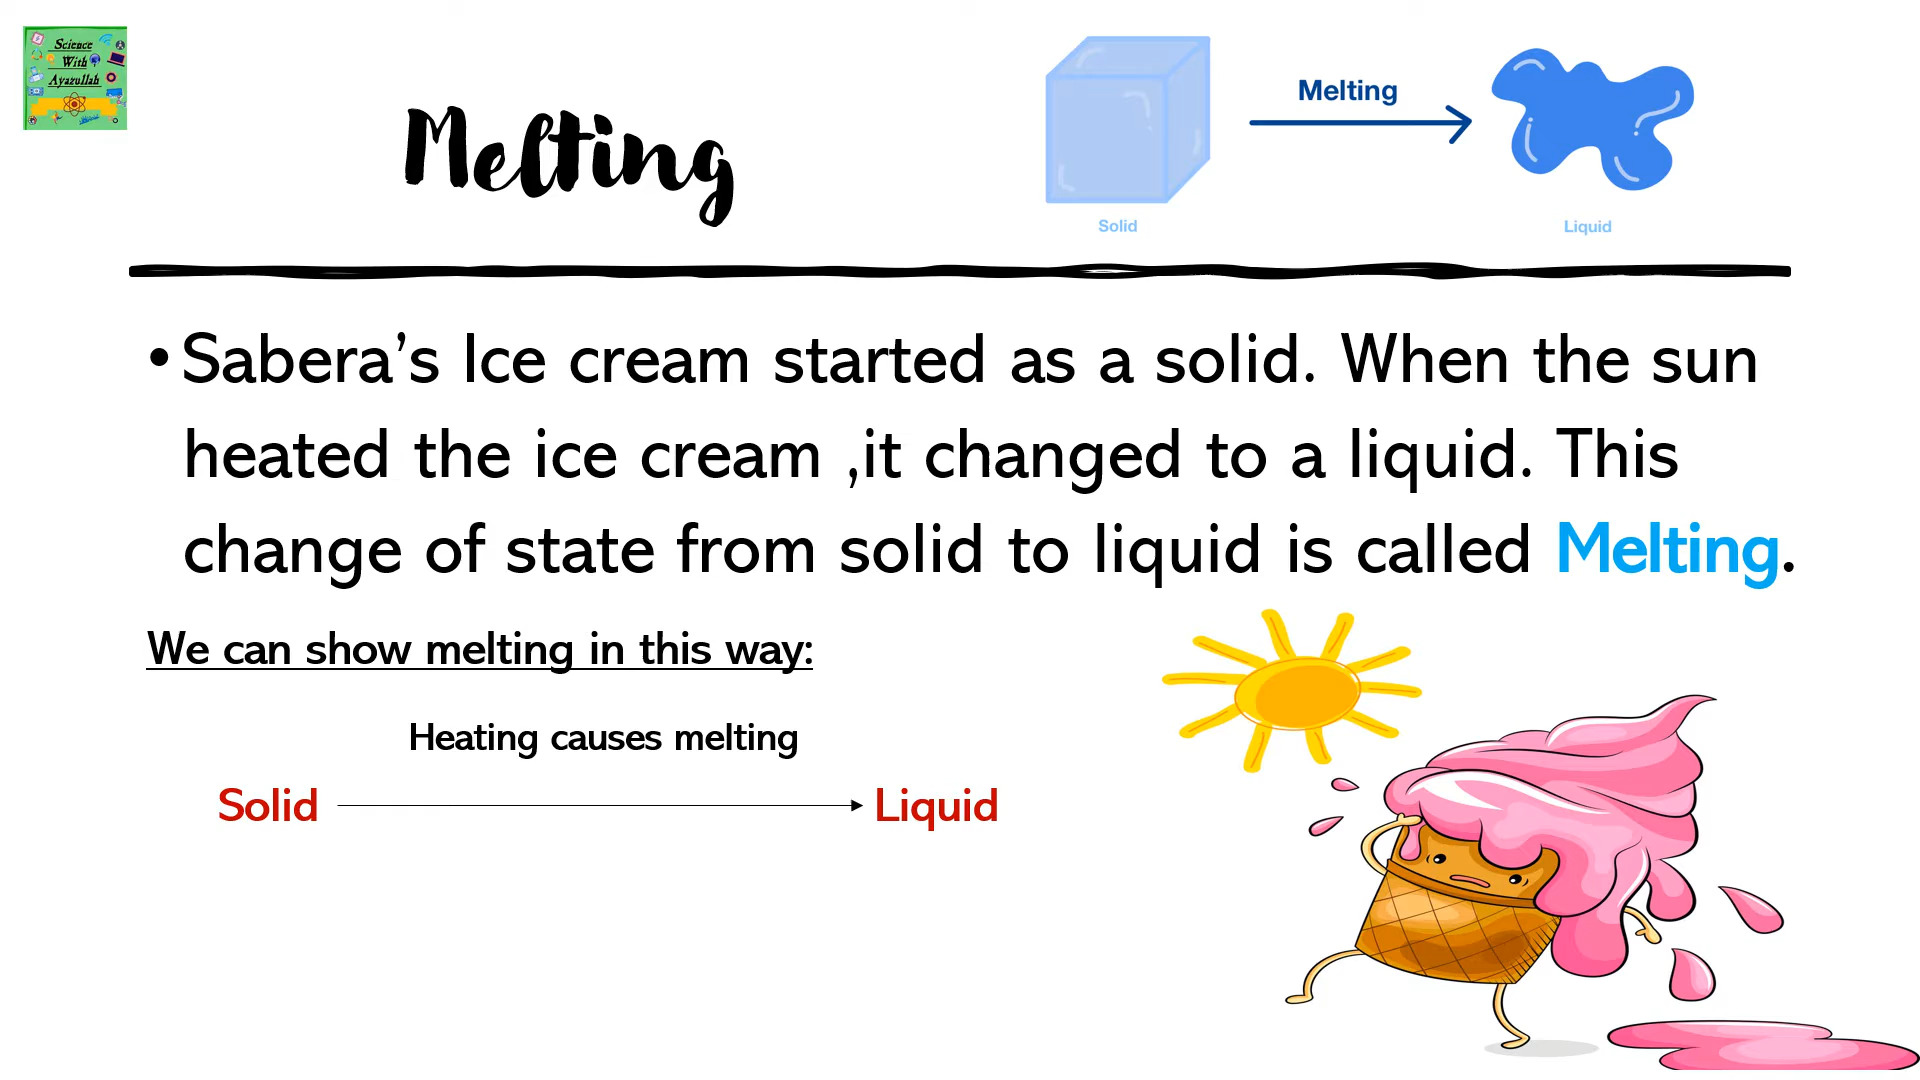 Science
With
Ayazullah
Melting
Melting
Solid
Liquid
•Sabera’s Ice cream started as a solid. When the sun
heated the ice cream ,it changed to a liquid. This
change of state from solid to liquid is called Melting.
We can show melting in this way:
Heating causes melting
Solid
Liquid